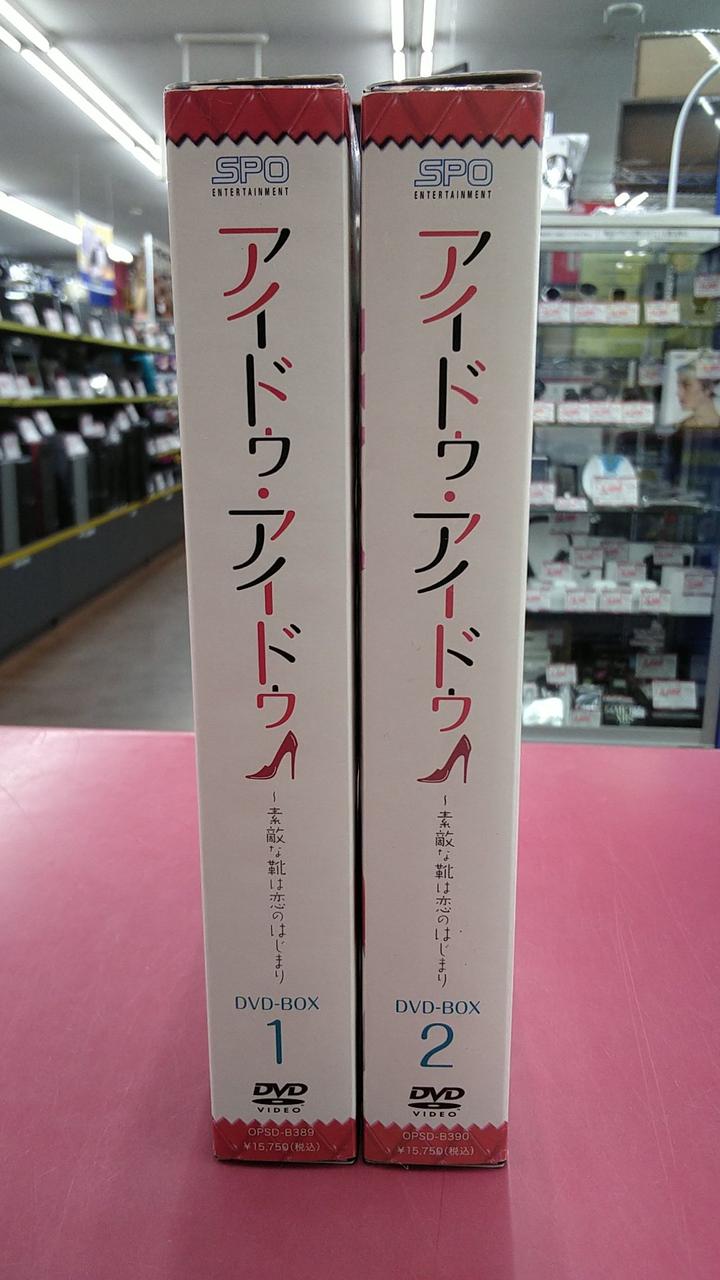 SPO
ENTERTAINMENT
アイドゥ・アイドゥ
～素敵な靴は恋のはじまり
DVD-BOX
1
DVD
VIDEO
OPSD-B389
¥15,750(税込)
SPO
ENTERTAINMENT
アイドゥ・アイドゥ
～素敵な靴は恋のはじまり
DVD-BOX
2
DVD
VIDEO
OPSD-B390
¥15,750(税込)